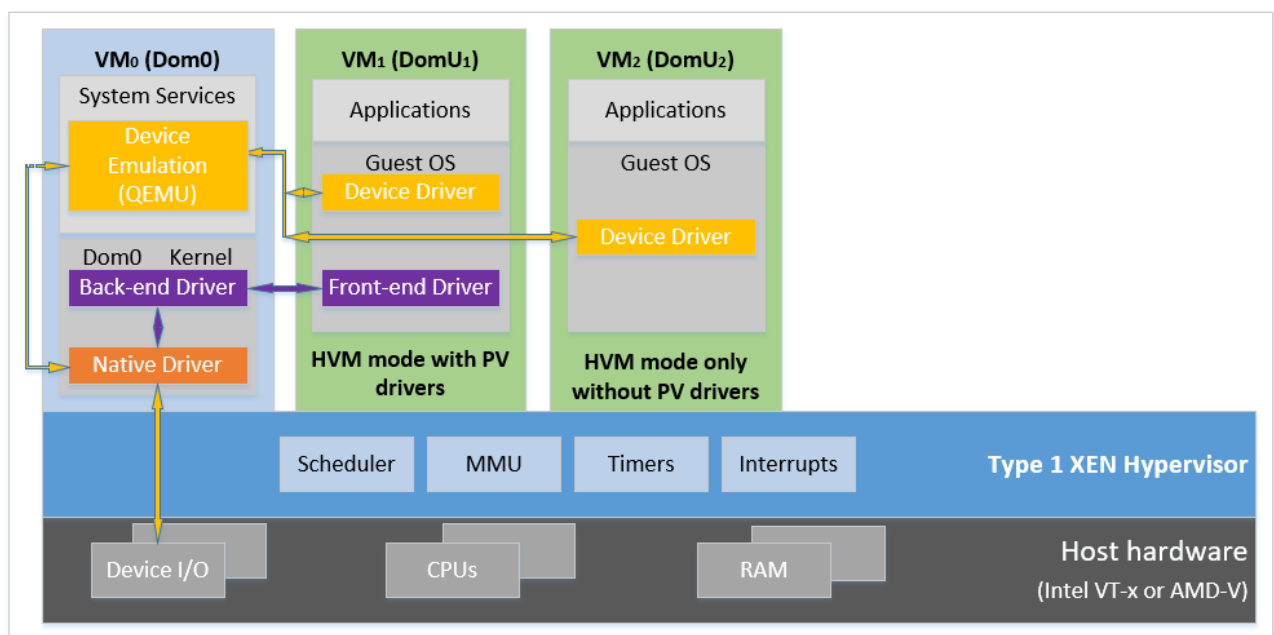 VM₀ (Dom0)
System Services
Device
Emulation
(QEMU)
Dom0 Kernel
Back-end Driver
Native Driver
VM₁ (DomU₁)
Applications
Guest OS
Device Driver
Front-end Driver
HVM mode with PV
drivers
VM₂ (DomU₂)
Applications
Guest OS
Device Driver
HVM mode only
without PV drivers
Scheduler
MMU
Timers
Interrupts
Type 1 XEN Hypervisor
Device I/O
CPUs
RAM
Host hardware
(Intel VT-x or AMD-V)